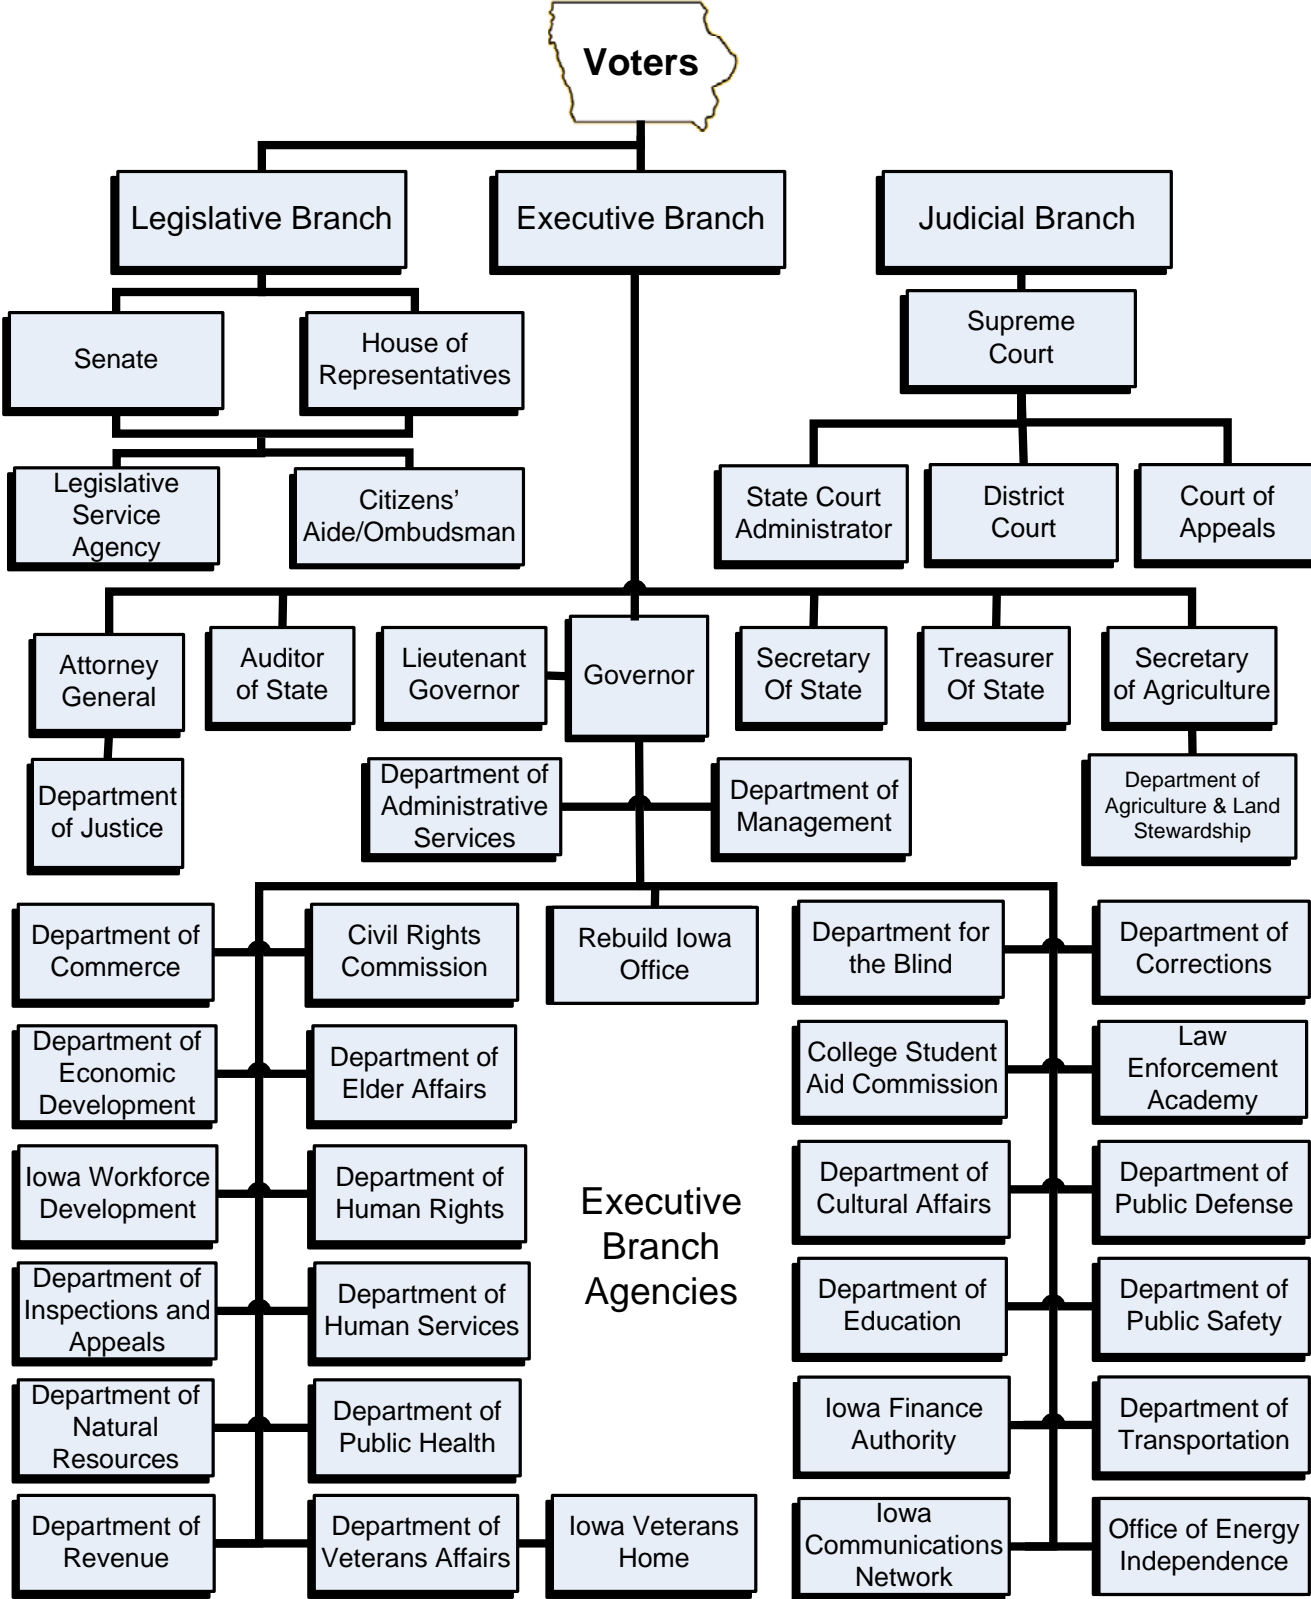 Voters
Legislative Branch
Executive Branch
Judicial Branch
Senate
House of
Representatives
Supreme
Court
Legislative
Service
Agency
Citizens’
Aide/Ombudsman
State Court
Administrator
District
Court
Court of
Appeals
Attorney
General
Auditor
of State
Lieutenant
Governor
Governor
Secretary
Of State
Treasurer
Of State
Secretary
of Agriculture
Department
of Justice
Department of
Administrative
Services
Department of
Management
Department of
Agriculture & Land
Stewardship
Department of
Commerce
Civil Rights
Commission
Rebuild Iowa
Office
Department for
the Blind
Department of
Corrections
Department of
Economic
Development
Department of
Elder Affairs
College Student
Aid Commission
Law
Enforcement
Academy
Iowa Workforce
Development
Department of
Human Rights
Executive
Branch
Agencies
Department of
Cultural Affairs
Department of
Public Defense
Department of
Inspections and
Appeals
Department of
Human Services
Department of
Education
Department of
Public Safety
Department of
Natural
Resources
Department of
Public Health
Iowa Finance
Authority
Department of
Transportation
Department of
Revenue
Department of
Veterans Affairs
Iowa Veterans
Home
Iowa
Communications
Network
Office of Energy
Independence